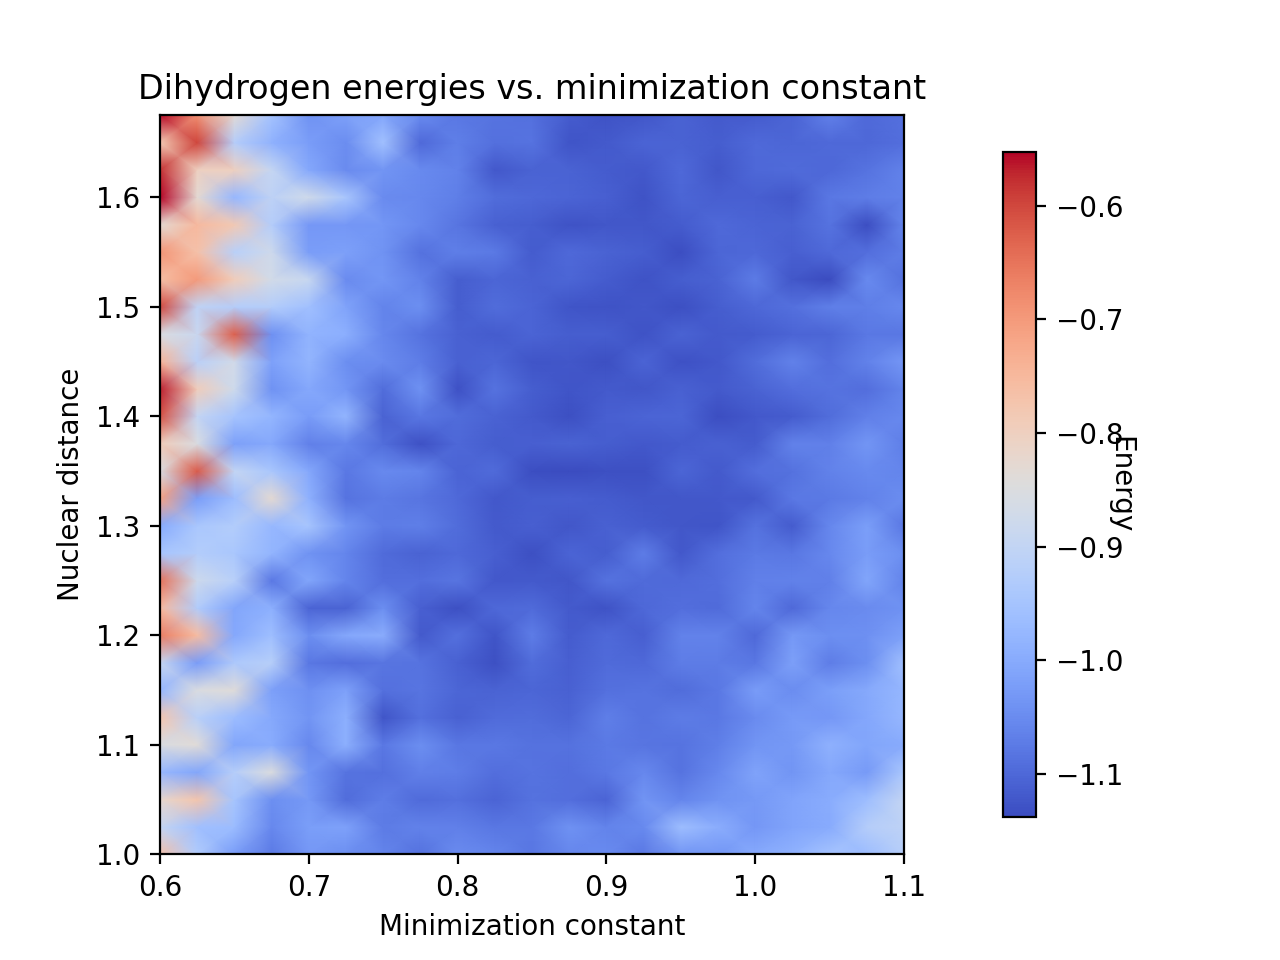 Dihydrogen energies vs. minimization constant
Nuclear distance
1.6
1.5
1.4
1.3
1.2
1.1
1.0
0.6 0.7 0.8 0.9 1.0 1.1
Minimization constant
−0.6
−0.7
−0.8
−0.9
−1.0
−1.1
Energy